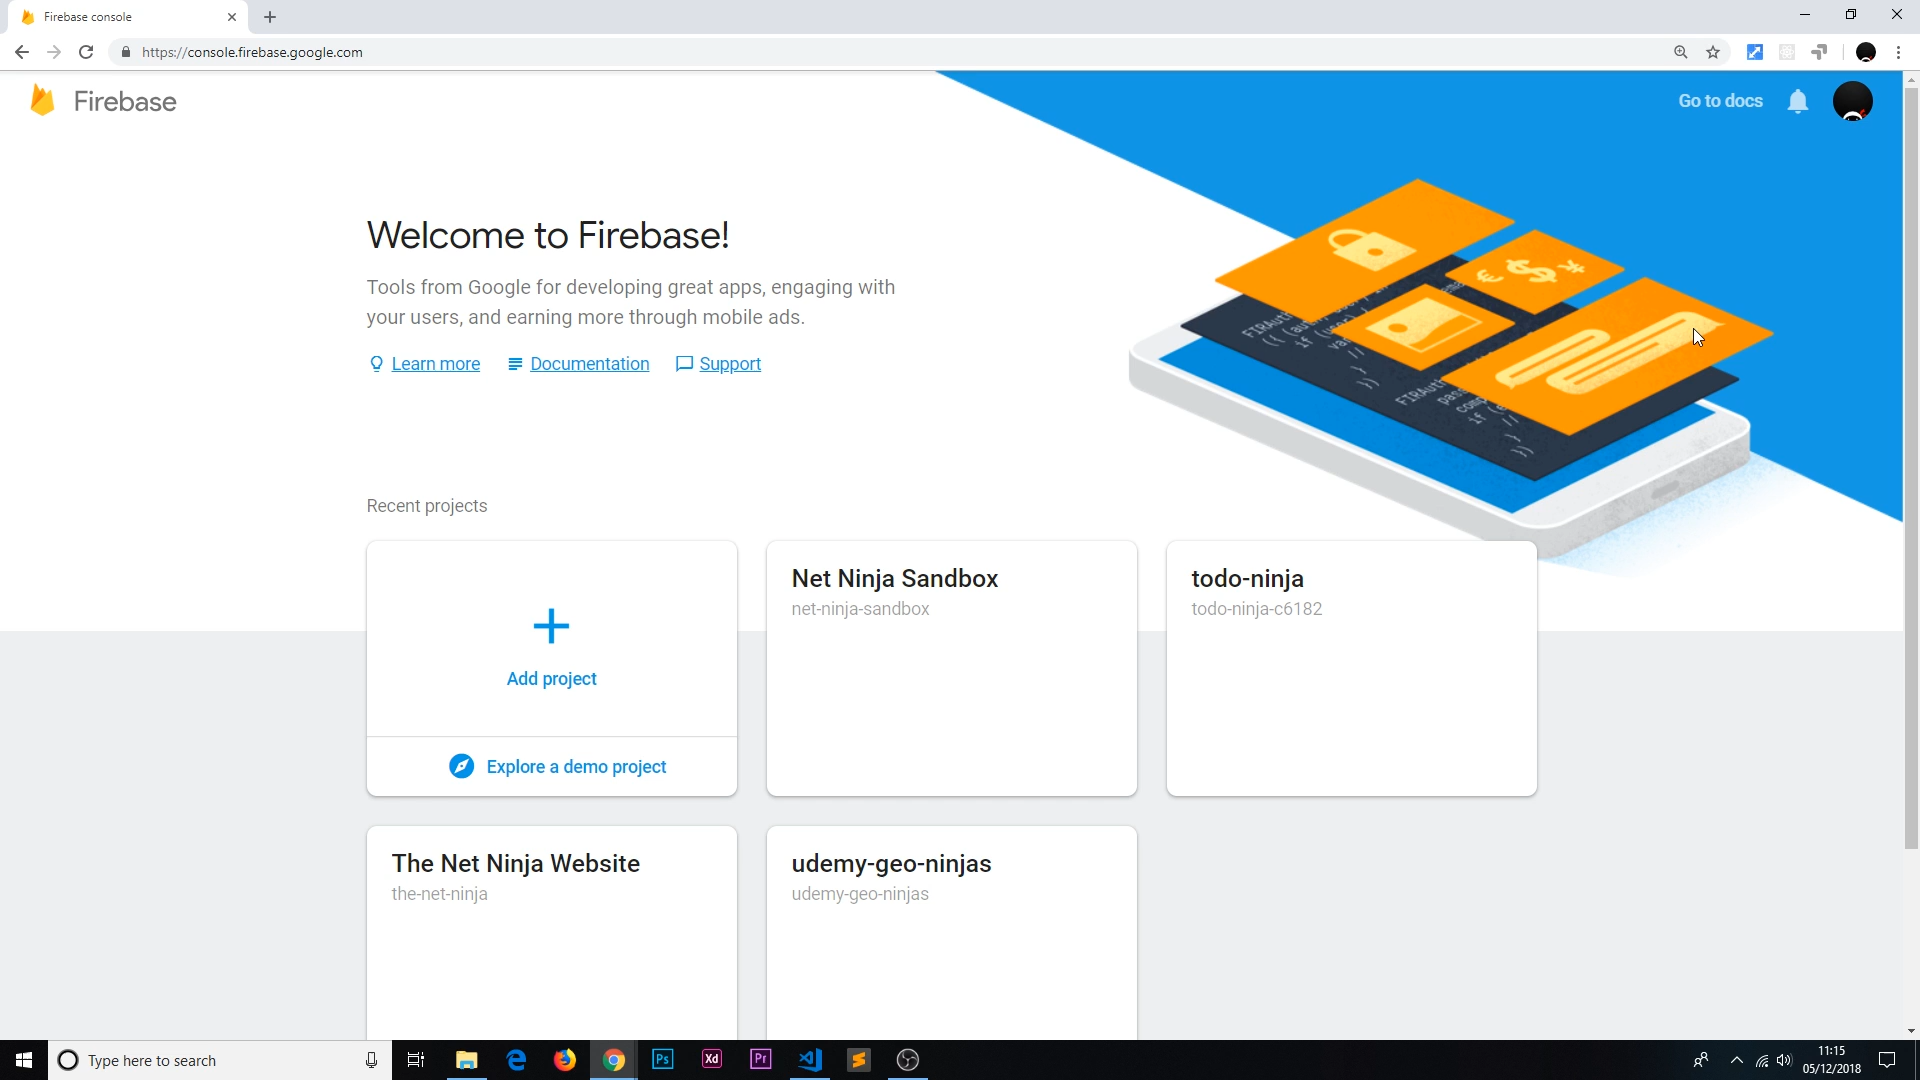 Firebase console
https://console.firebase.google.com
Firebase
Go to docs
Welcome to Firebase!
Tools from Google for developing great apps, engaging with
your users, and earning more through mobile ads.
Learn more Documentation Support
Recent projects
Add project
Explore a demo project
Net Ninja Sandbox
net-ninja-sandbox
todo-ninja
todo-ninja-c6182
The Net Ninja Website
the-net-ninja
udemy-geo-ninjas
udemy-geo-ninjas
Type here to search
Ps
Xd
Pr
11:15
05/12/2018